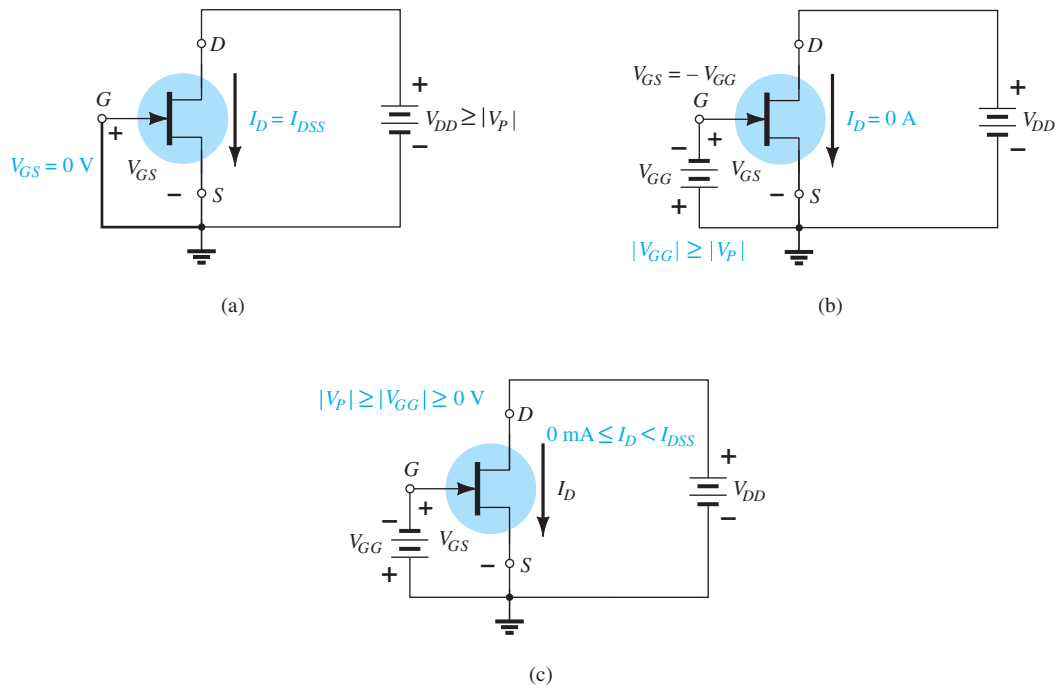 D
V_GS = – V_GG
D
G
+
I_D = I_DSS
+
V_DD ≥ |V_P|
–
V_GS = 0 V
V_GS
–
S
(a)
G
+
I_D = 0 A
+
V_DD
–
–
V_GG
+
V_GS
–
S
|V_GG| ≥ |V_P|
(b)
|V_P| ≥ |V_GG| ≥ 0 V
D
0 mA ≤ I_D < I_DSS
G
+
I_D
+
V_DD
–
–
V_GG
+
V_GS
–
S
(c)